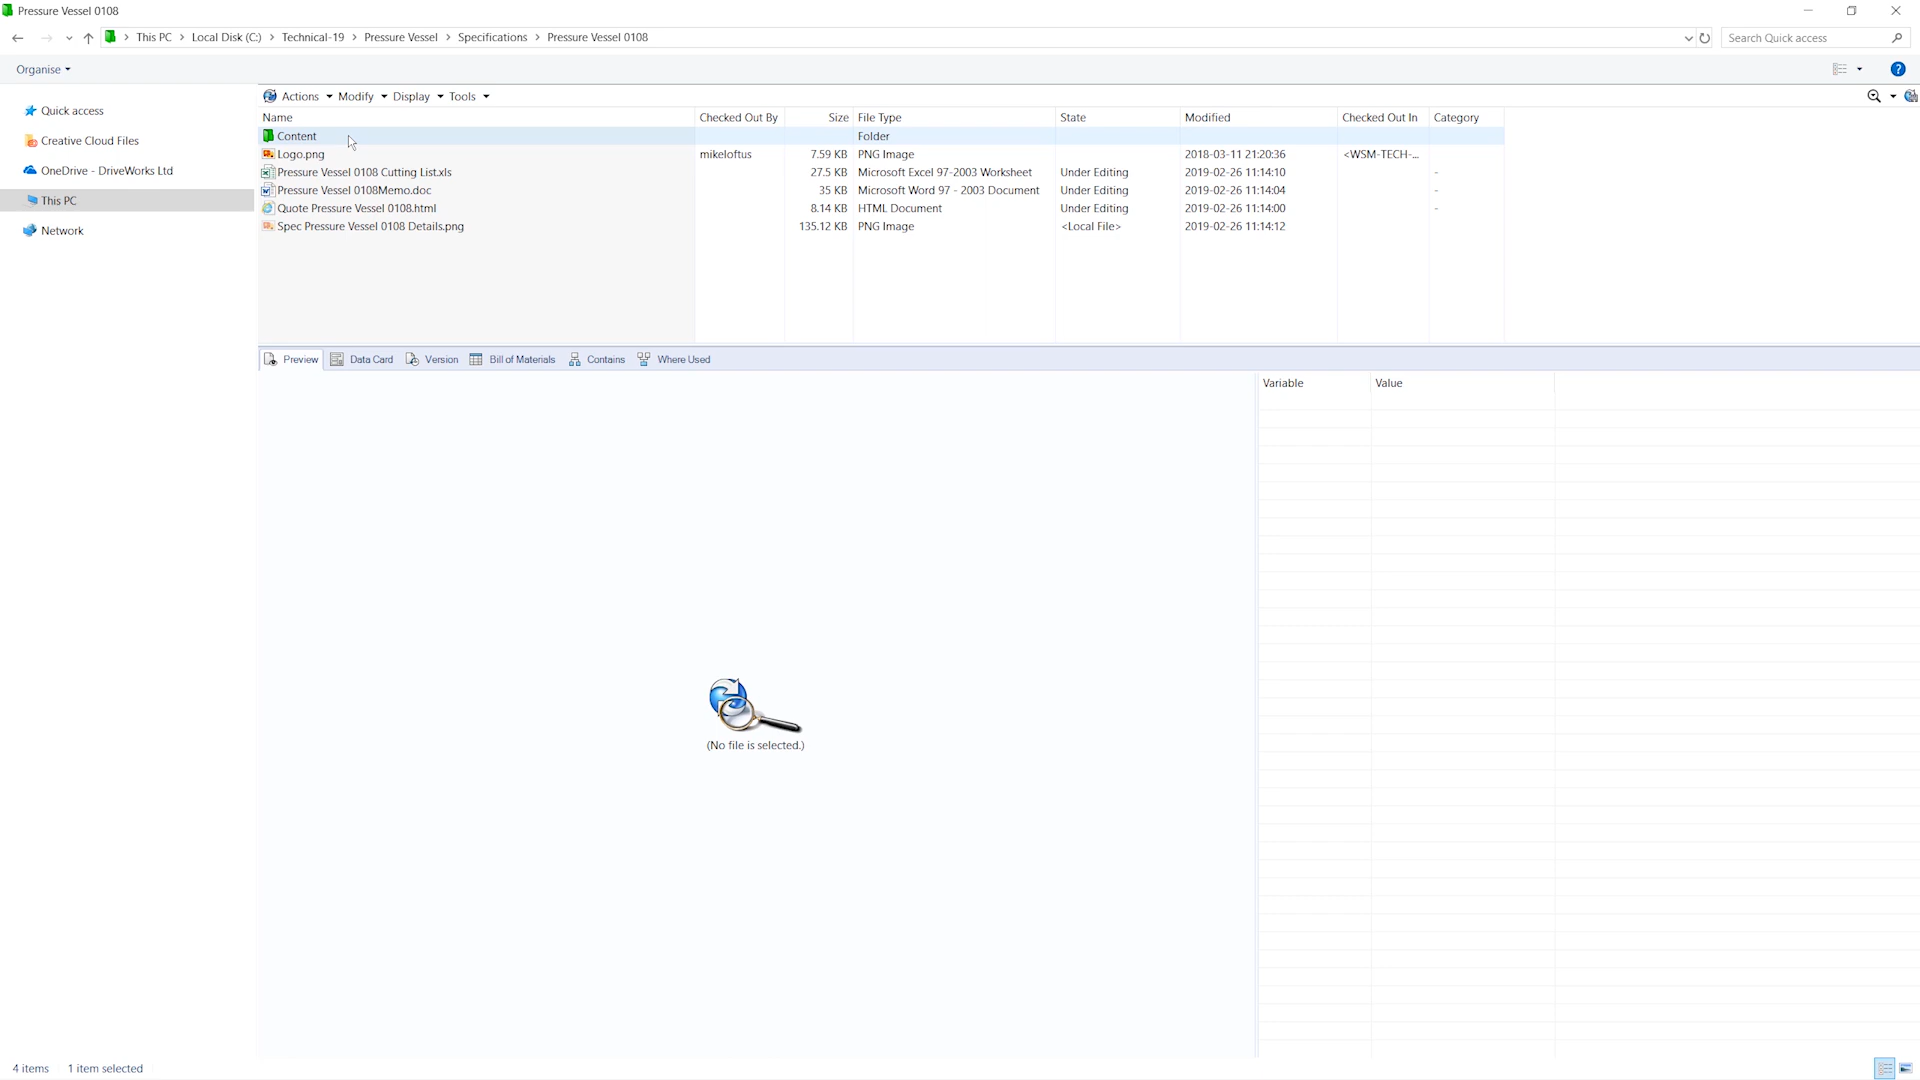 Pressure Vessel 0108
This PC > Local Disk (C:) > Technical-19 > Pressure Vessel > Specifications > Pressure Vessel 0108
Search Quick access
Organise
Quick access
Creative Cloud Files
OneDrive - DriveWorks Ltd
This PC
Network
Actions Modify Display Tools
Name Checked Out By Size File Type State Modified Checked Out In Category
Content Folder
Logo.png mikeloftus 7.59 KB PNG Image 2018-03-11 21:20:36 <WSM-TECH-...
Pressure Vessel 0108 Cutting List.xls 27.5 KB Microsoft Excel 97-2003 Worksheet Under Editing 2019-02-26 11:14:10 -
Pressure Vessel 0108Memo.doc 35 KB Microsoft Word 97 - 2003 Document Under Editing 2019-02-26 11:14:04 -
Quote Pressure Vessel 0108.html 8.14 KB HTML Document Under Editing 2019-02-26 11:14:00 -
Spec Pressure Vessel 0108 Details.png 135.12 KB PNG Image <Local File> 2019-02-26 11:14:12
Preview Data Card Version Bill of Materials Contains Where Used
Variable Value
(No file is selected.)
4 items 1 item selected